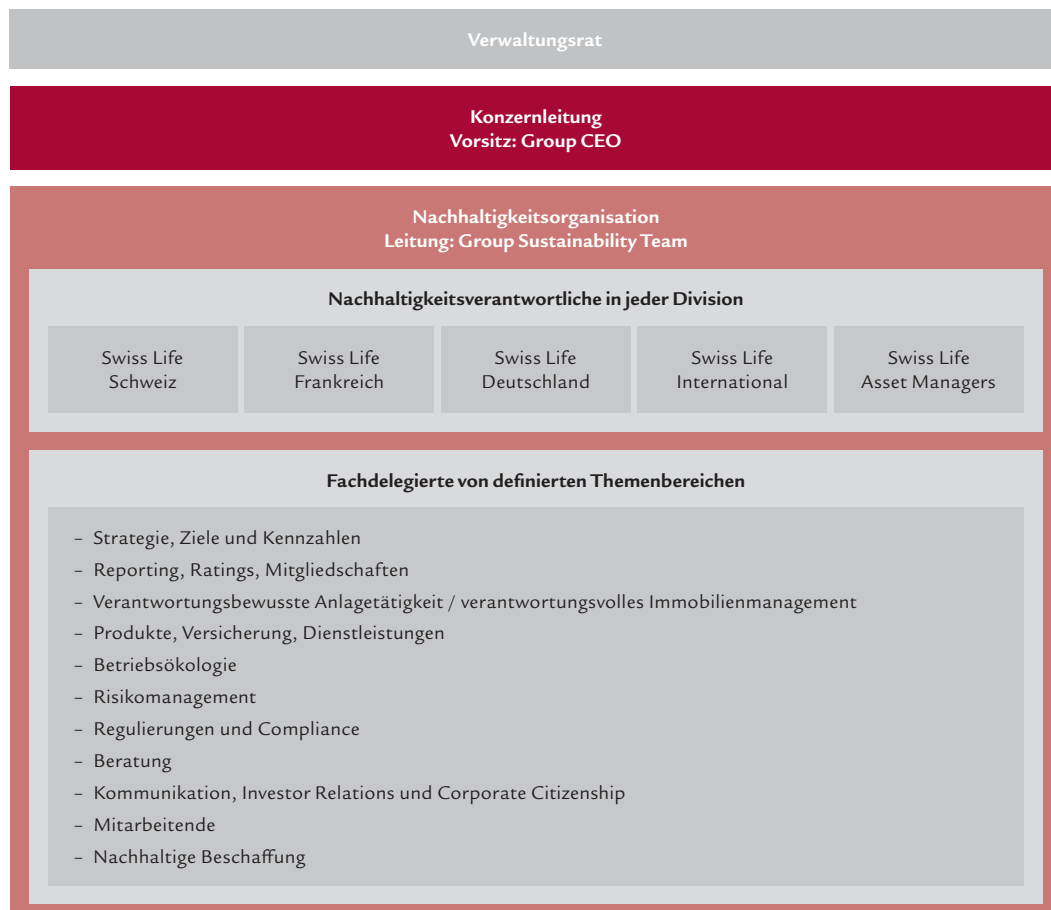 Verwaltungsrat
Konzernleitung
Vorsitz: Group CEO
Nachhaltigkeitsorganisation
Leitung: Group Sustainability Team
Nachhaltigkeitsverantwortliche in jeder Division
Swiss Life
Schweiz
Swiss Life
Frankreich
Swiss Life
Deutschland
Swiss Life
International
Swiss Life
Asset Managers
Fachdelegierte von definierten Themenbereichen
– Strategie, Ziele und Kennzahlen
– Reporting, Ratings, Mitgliedschaften
– Verantwortungsbewusste Anlagetätigkeit / verantwortungsvolles Immobilienmanagement
– Produkte, Versicherung, Dienstleistungen
– Betriebsökologie
– Risikomanagement
– Regulierungen und Compliance
– Beratung
– Kommunikation, Investor Relations und Corporate Citizenship
– Mitarbeitende
– Nachhaltige Beschaffung